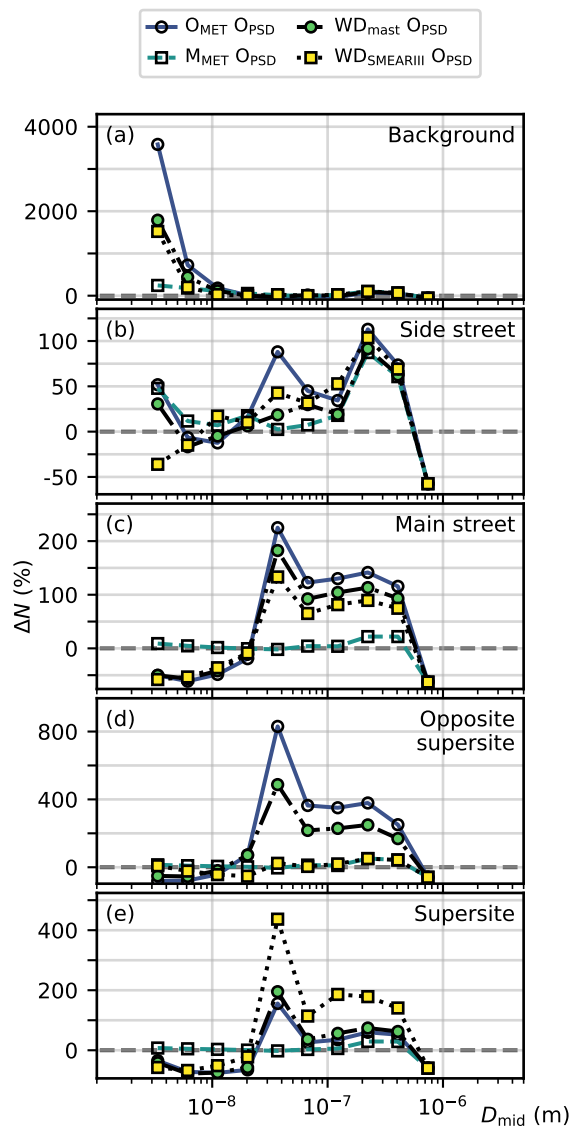 O_MET O_PSD WD_mast O_PSD
M_MET O_PSD WD_SMEARIII O_PSD
(a) Background
4000
2000
0
(b) Side street
100
50
0
-50
(c) Main street
200
100
0
ΔN (%)
(d) Opposite
supersite
800
400
0
(e) Supersite
400
200
0
10⁻⁸ 10⁻⁷ 10⁻⁶ D_mid (m)